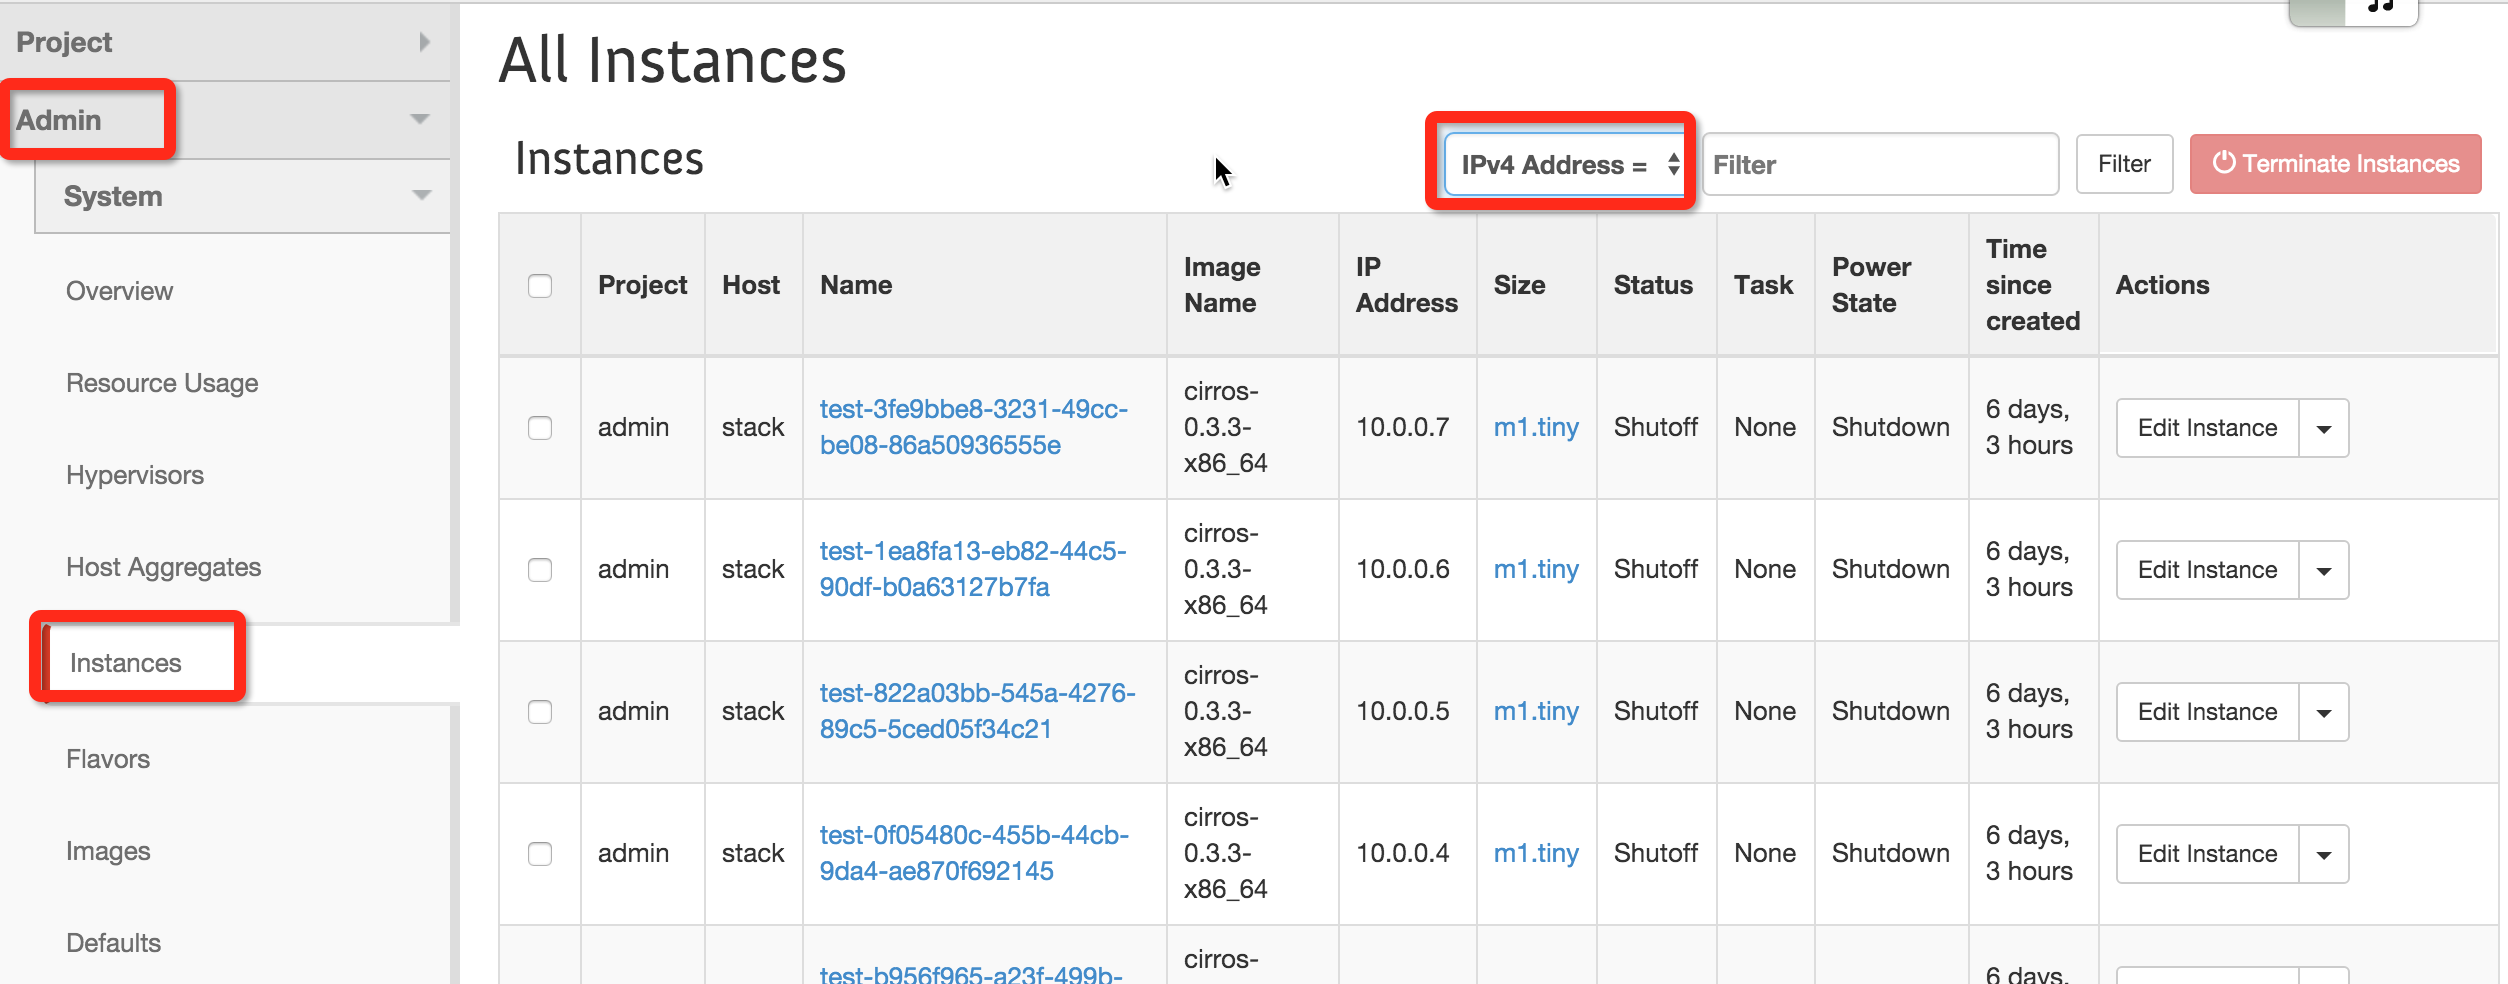 Project
Admin
System
Overview
Resource Usage
Hypervisors
Host Aggregates
Instances
Flavors
Images
Defaults
All Instances
Instances
IPv4 Address =
Filter
Filter
Terminate Instances
Project
Host
Name
Image
Name
IP
Address
Size
Status
Task
Power
State
Time
since
created
Actions
admin
stack
test-3fe9bbe8-3231-49cc-
be08-86a50936555e
cirros-
0.3.3-
x86_64
10.0.0.7
m1.tiny
Shutoff
None
Shutdown
6 days,
3 hours
Edit Instance
admin
stack
test-1ea8fa13-eb82-44c5-
90df-b0a63127b7fa
cirros-
0.3.3-
x86_64
10.0.0.6
m1.tiny
Shutoff
None
Shutdown
6 days,
3 hours
Edit Instance
admin
stack
test-822a03bb-545a-4276-
89c5-5ced05f34c21
cirros-
0.3.3-
x86_64
10.0.0.5
m1.tiny
Shutoff
None
Shutdown
6 days,
3 hours
Edit Instance
admin
stack
test-0f05480c-455b-44cb-
9da4-ae870f692145
cirros-
0.3.3-
x86_64
10.0.0.4
m1.tiny
Shutoff
None
Shutdown
6 days,
3 hours
Edit Instance
test-b956f965-a23f-499b-
cirros-
6 days,